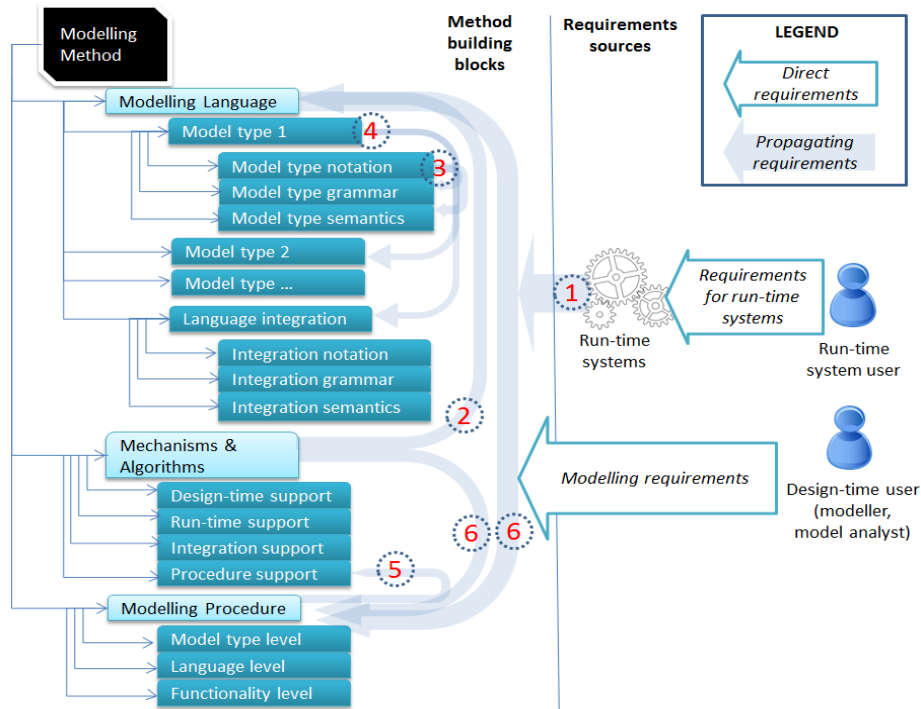 Modelling
Method
Method
building
blocks
Requirements
sources
LEGEND
Direct
requirements
Propagating
requirements
Modelling Language
Model type 1
4
Model type notation
3
Model type grammar
Model type semantics
Model type 2
Model type ...
Language integration
Integration notation
Integration grammar
Integration semantics
2
1
Run-time
systems
Requirements
for run-time
systems
Run-time
system user
Mechanisms &
Algorithms
Design-time support
Run-time support
Integration support
Procedure support
5
6
6
Modelling requirements
Design-time user
(modeller,
model analyst)
Modelling Procedure
Model type level
Language level
Functionality level